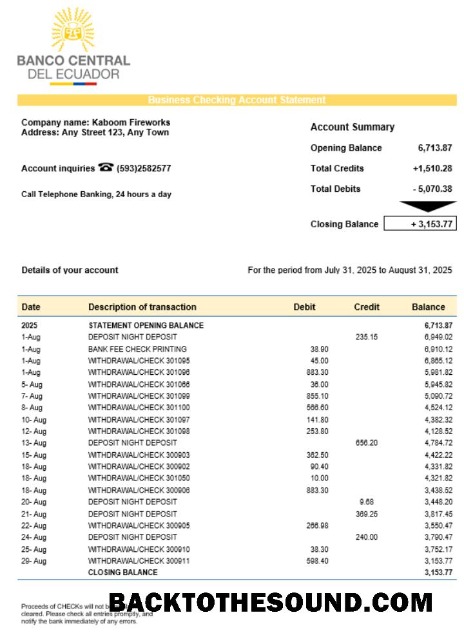 BANCO CENTRAL
DEL ECUADOR
Business Checking Account Statement
Company name: Kaboom Fireworks
Address: Any Street 123, Any Town
Account inquiries ☎ (593)2582577
Call Telephone Banking, 24 hours a day
Account Summary
Opening Balance 6,713.87
Total Credits +1,510.28
Total Debits - 5,070.38
Closing Balance + 3,153.77
Details of your account For the period from July 31, 2025 to August 31, 2025
Date Description of transaction Debit Credit Balance
2025 STATEMENT OPENING BALANCE 6,713.87
1-Aug DEPOSIT NIGHT DEPOSIT 235.15 6,949.02
1-Aug BANK FEE CHECK PRINTING 38.90 6,910.12
1-Aug WITHDRAWAL/CHECK 301095 45.00 6,865.12
1-Aug WITHDRAWAL/CHECK 301096 883.30 5,981.82
5- Aug WITHDRAWAL/CHECK 301066 36.00 5,945.82
7- Aug WITHDRAWAL/CHECK 301099 855.10 5,090.72
8- Aug WITHDRAWAL/CHECK 301100 566.60 4,524.12
10- Aug WITHDRAWAL/CHECK 301097 141.80 4,382.32
12- Aug WITHDRAWAL/CHECK 301098 253.80 4,128.52
13- Aug DEPOSIT NIGHT DEPOSIT 656.20 4,784.72
15- Aug WITHDRAWAL/CHECK 300903 362.50 4,422.22
18- Aug WITHDRAWAL/CHECK 300902 90.40 4,331.82
18- Aug WITHDRAWAL/CHECK 301050 10.00 4,321.82
18- Aug WITHDRAWAL/CHECK 300906 883.30 3,438.52
20- Aug DEPOSIT NIGHT DEPOSIT 9.68 3,448.20
21- Aug DEPOSIT NIGHT DEPOSIT 369.25 3,817.45
22- Aug WITHDRAWAL/CHECK 300905 266.98 3,550.47
24- Aug DEPOSIT NIGHT DEPOSIT 240.00 3,790.47
25- Aug WITHDRAWAL/CHECK 300910 38.30 3,752.17
29- Aug WITHDRAWAL/CHECK 300911 598.40 3,153.77
CLOSING BALANCE 3,153.77
Proceeds of CHECKs will not be
cleared. Please check all entries promptly, and
notify the bank immediately of any errors.
BACKTOTHESOUND.COM